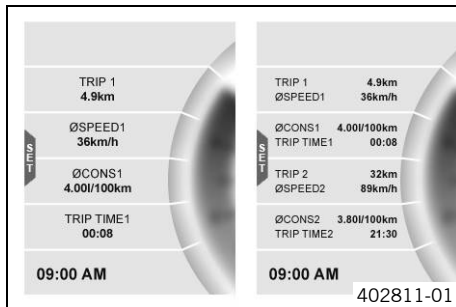 TRIP 1
4.9km
ØSPEED1
36km/h
SET
ØCONS1
4.00l/100km
TRIP TIME1
00:08
09:00 AM
TRIP 1 4.9km
ØSPEED1 36km/h
ØCONS1 4.00l/100km
TRIP TIME1 00:08
SET
TRIP 2 32km
ØSPEED2 89km/h
ØCONS2 3.80l/100km
TRIP TIME2 21:30
09:00 AM
402811-01